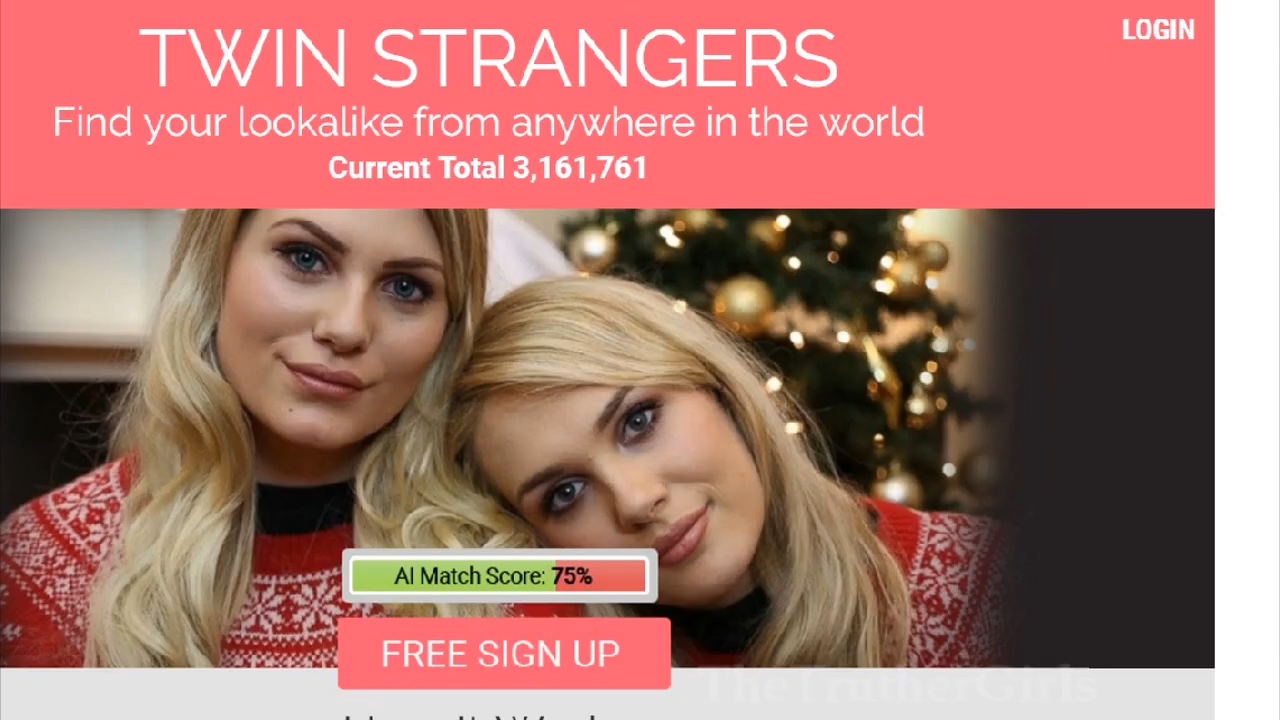 LOGIN
TWIN STRANGERS
Find your lookalike from anywhere in the world
Current Total 3,161,761
AI Match Score: 75%
FREE SIGN UP
TheTrutherGirls